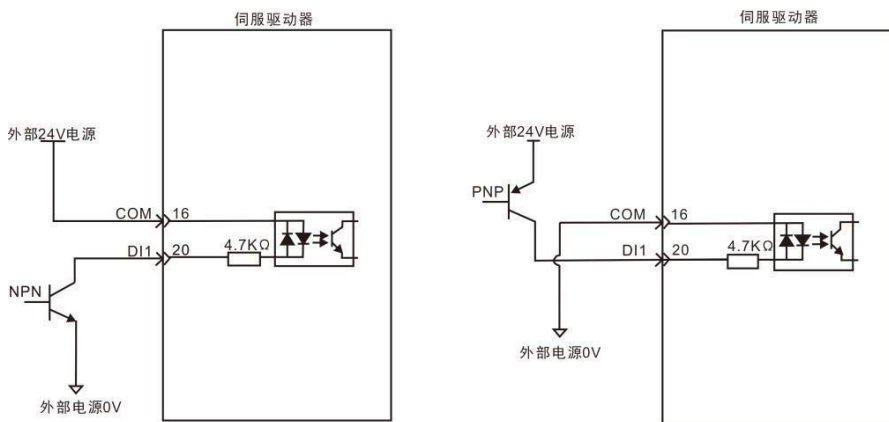 伺服驱动器
外部24V电源
COM
16
DI1
20
4.7KΩ
NPN
外部电源0V
伺服驱动器
外部24V电源
PNP
COM
16
DI1
20
4.7KΩ
外部电源0V